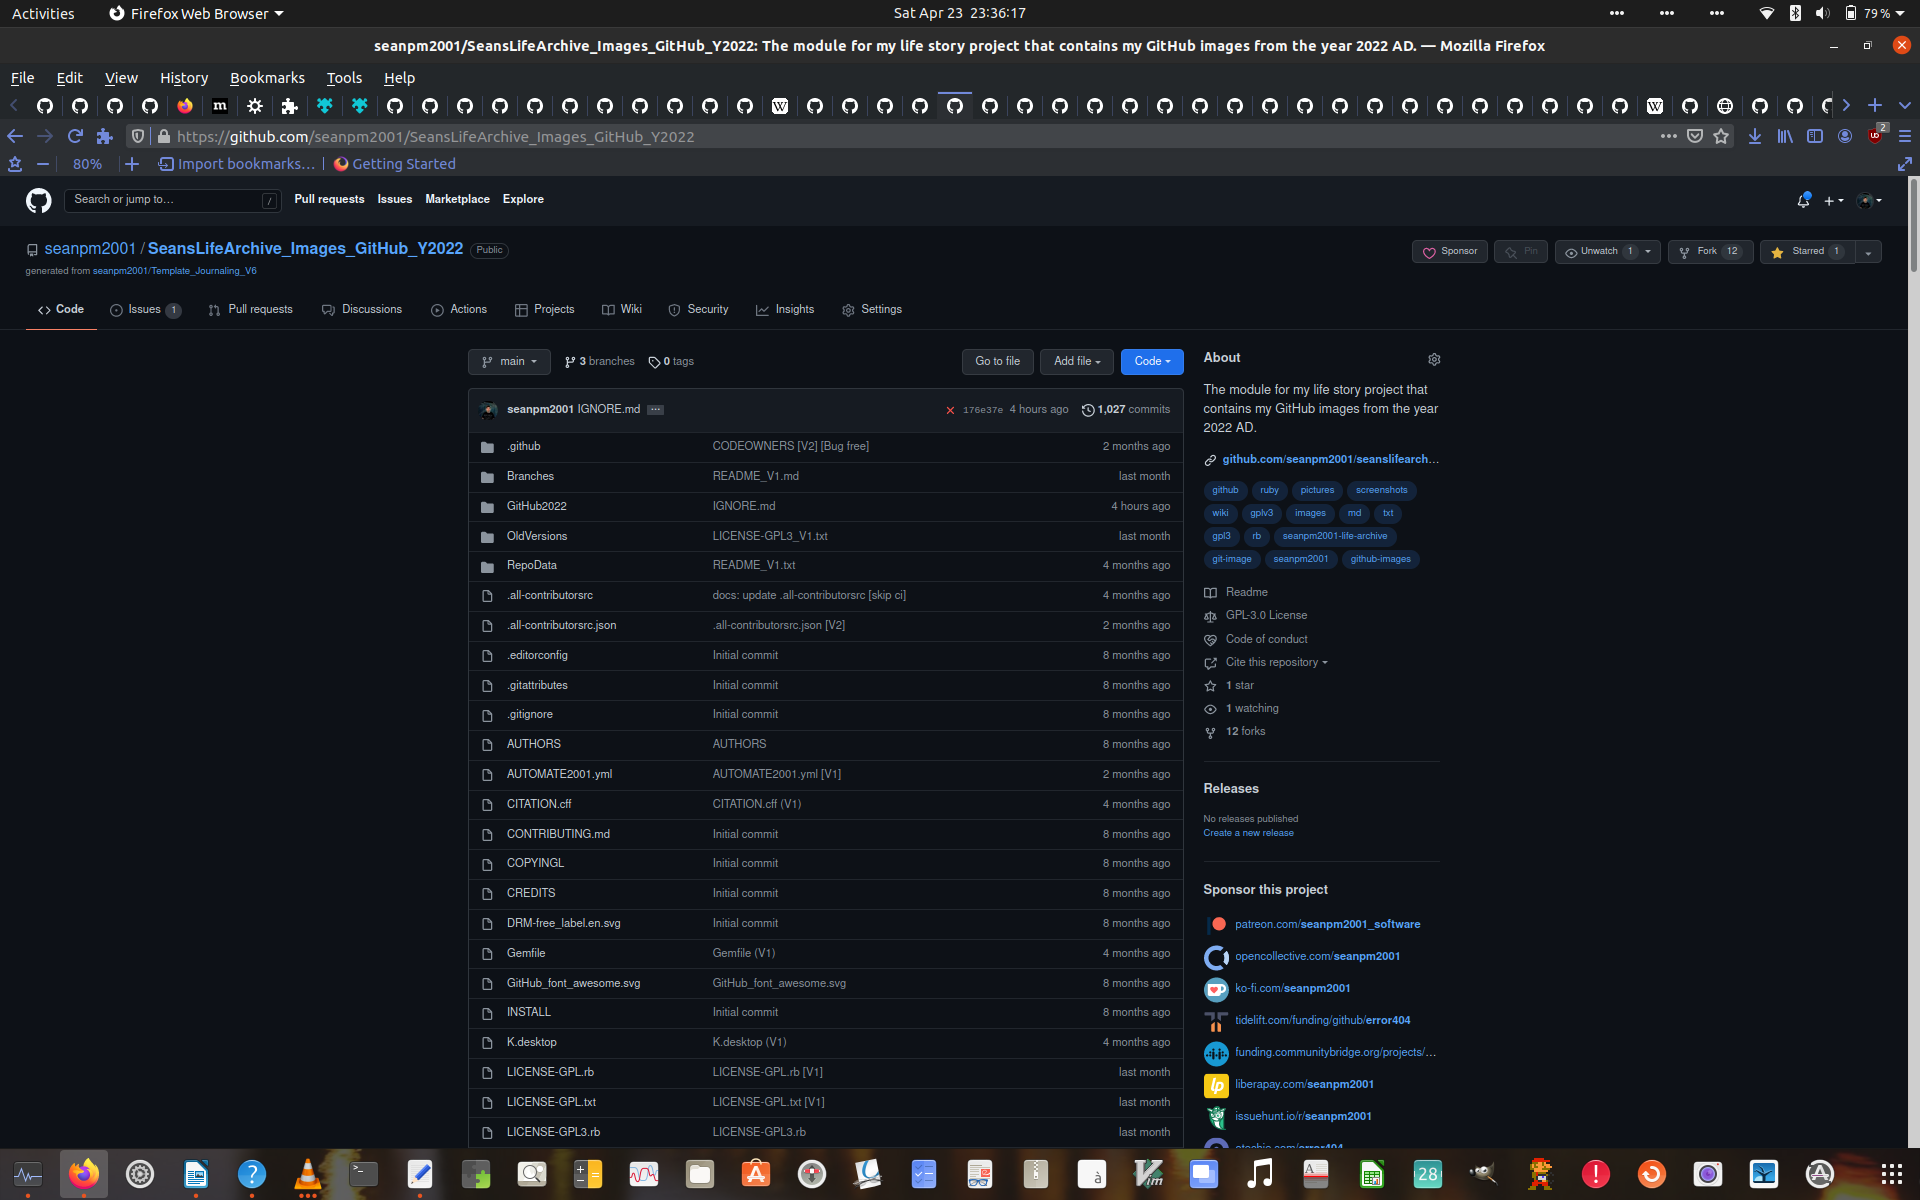 Activities
Firefox Web Browser
Sat Apr 23 23:36:17
79 %
seanpm2001/SeansLifeArchive_Images_GitHub_Y2022: The module for my life story project that contains my GitHub images from the year 2022 AD. — Mozilla Firefox
File Edit View History Bookmarks Tools Help
https://github.com/seanpm2001/SeansLifeArchive_Images_GitHub_Y2022
2
80%
Import bookmarks…
Getting Started
Search or jump to…
/
Pull requests Issues Marketplace Explore
seanpm2001 / SeansLifeArchive_Images_GitHub_Y2022 Public
generated from seanpm2001/Template_Journaling_V6
Sponsor
Pin
Unwatch 1
Fork 12
Starred 1
Code
Issues 1
Pull requests
Discussions
Actions
Projects
Wiki
Security
Insights
Settings
main
3 branches
0 tags
Go to file
Add file
Code
seanpm2001 IGNORE.md ...
176e37e 4 hours ago
1,027 commits
.github CODEOWNERS [V2] [Bug free] 2 months ago
Branches README_V1.md last month
GitHub2022 IGNORE.md 4 hours ago
OldVersions LICENSE-GPL3_V1.txt last month
RepoData README_V1.txt 4 months ago
.all-contributorsrc docs: update .all-contributorsrc [skip ci] 4 months ago
.all-contributorsrc.json .all-contributorsrc.json [V2] 2 months ago
.editorconfig Initial commit 8 months ago
.gitattributes Initial commit 8 months ago
.gitignore Initial commit 8 months ago
AUTHORS AUTHORS 8 months ago
AUTOMATE2001.yml AUTOMATE2001.yml [V1] 2 months ago
CITATION.cff CITATION.cff (V1) 4 months ago
CONTRIBUTING.md Initial commit 8 months ago
COPYINGL Initial commit 8 months ago
CREDITS Initial commit 8 months ago
DRM-free_label.en.svg Initial commit 8 months ago
Gemfile Gemfile (V1) 4 months ago
GitHub_font_awesome.svg GitHub_font_awesome.svg 8 months ago
INSTALL Initial commit 8 months ago
K.desktop K.desktop (V1) 4 months ago
LICENSE-GPL.rb LICENSE-GPL.rb [V1] last month
LICENSE-GPL.txt LICENSE-GPL.txt [V1] last month
LICENSE-GPL3.rb LICENSE-GPL3.rb last month
About
The module for my life story project that
contains my GitHub images from the year
2022 AD.
github.com/seanpm2001/seanslifearch…
github ruby pictures screenshots
wiki gplv3 images md txt
gpl3 rb seanpm2001-life-archive
git-image seanpm2001 github-images
Readme
GPL-3.0 License
Code of conduct
Cite this repository
1 star
1 watching
12 forks
Releases
No releases published
Create a new release
Sponsor this project
patreon.com/seanpm2001_software
opencollective.com/seanpm2001
ko-fi.com/seanpm2001
tidelift.com/funding/github/error404
funding.communitybridge.org/projects/…
liberapay.com/seanpm2001
issuehunt.io/r/seanpm2001
28